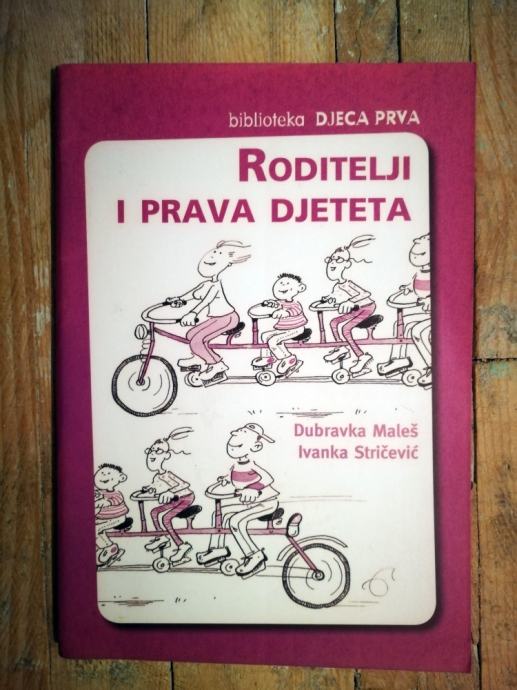 biblioteka DJECA PRVA
RODITELJI
I PRAVA DJETETA
Dubravka Maleš
Ivanka Stričević